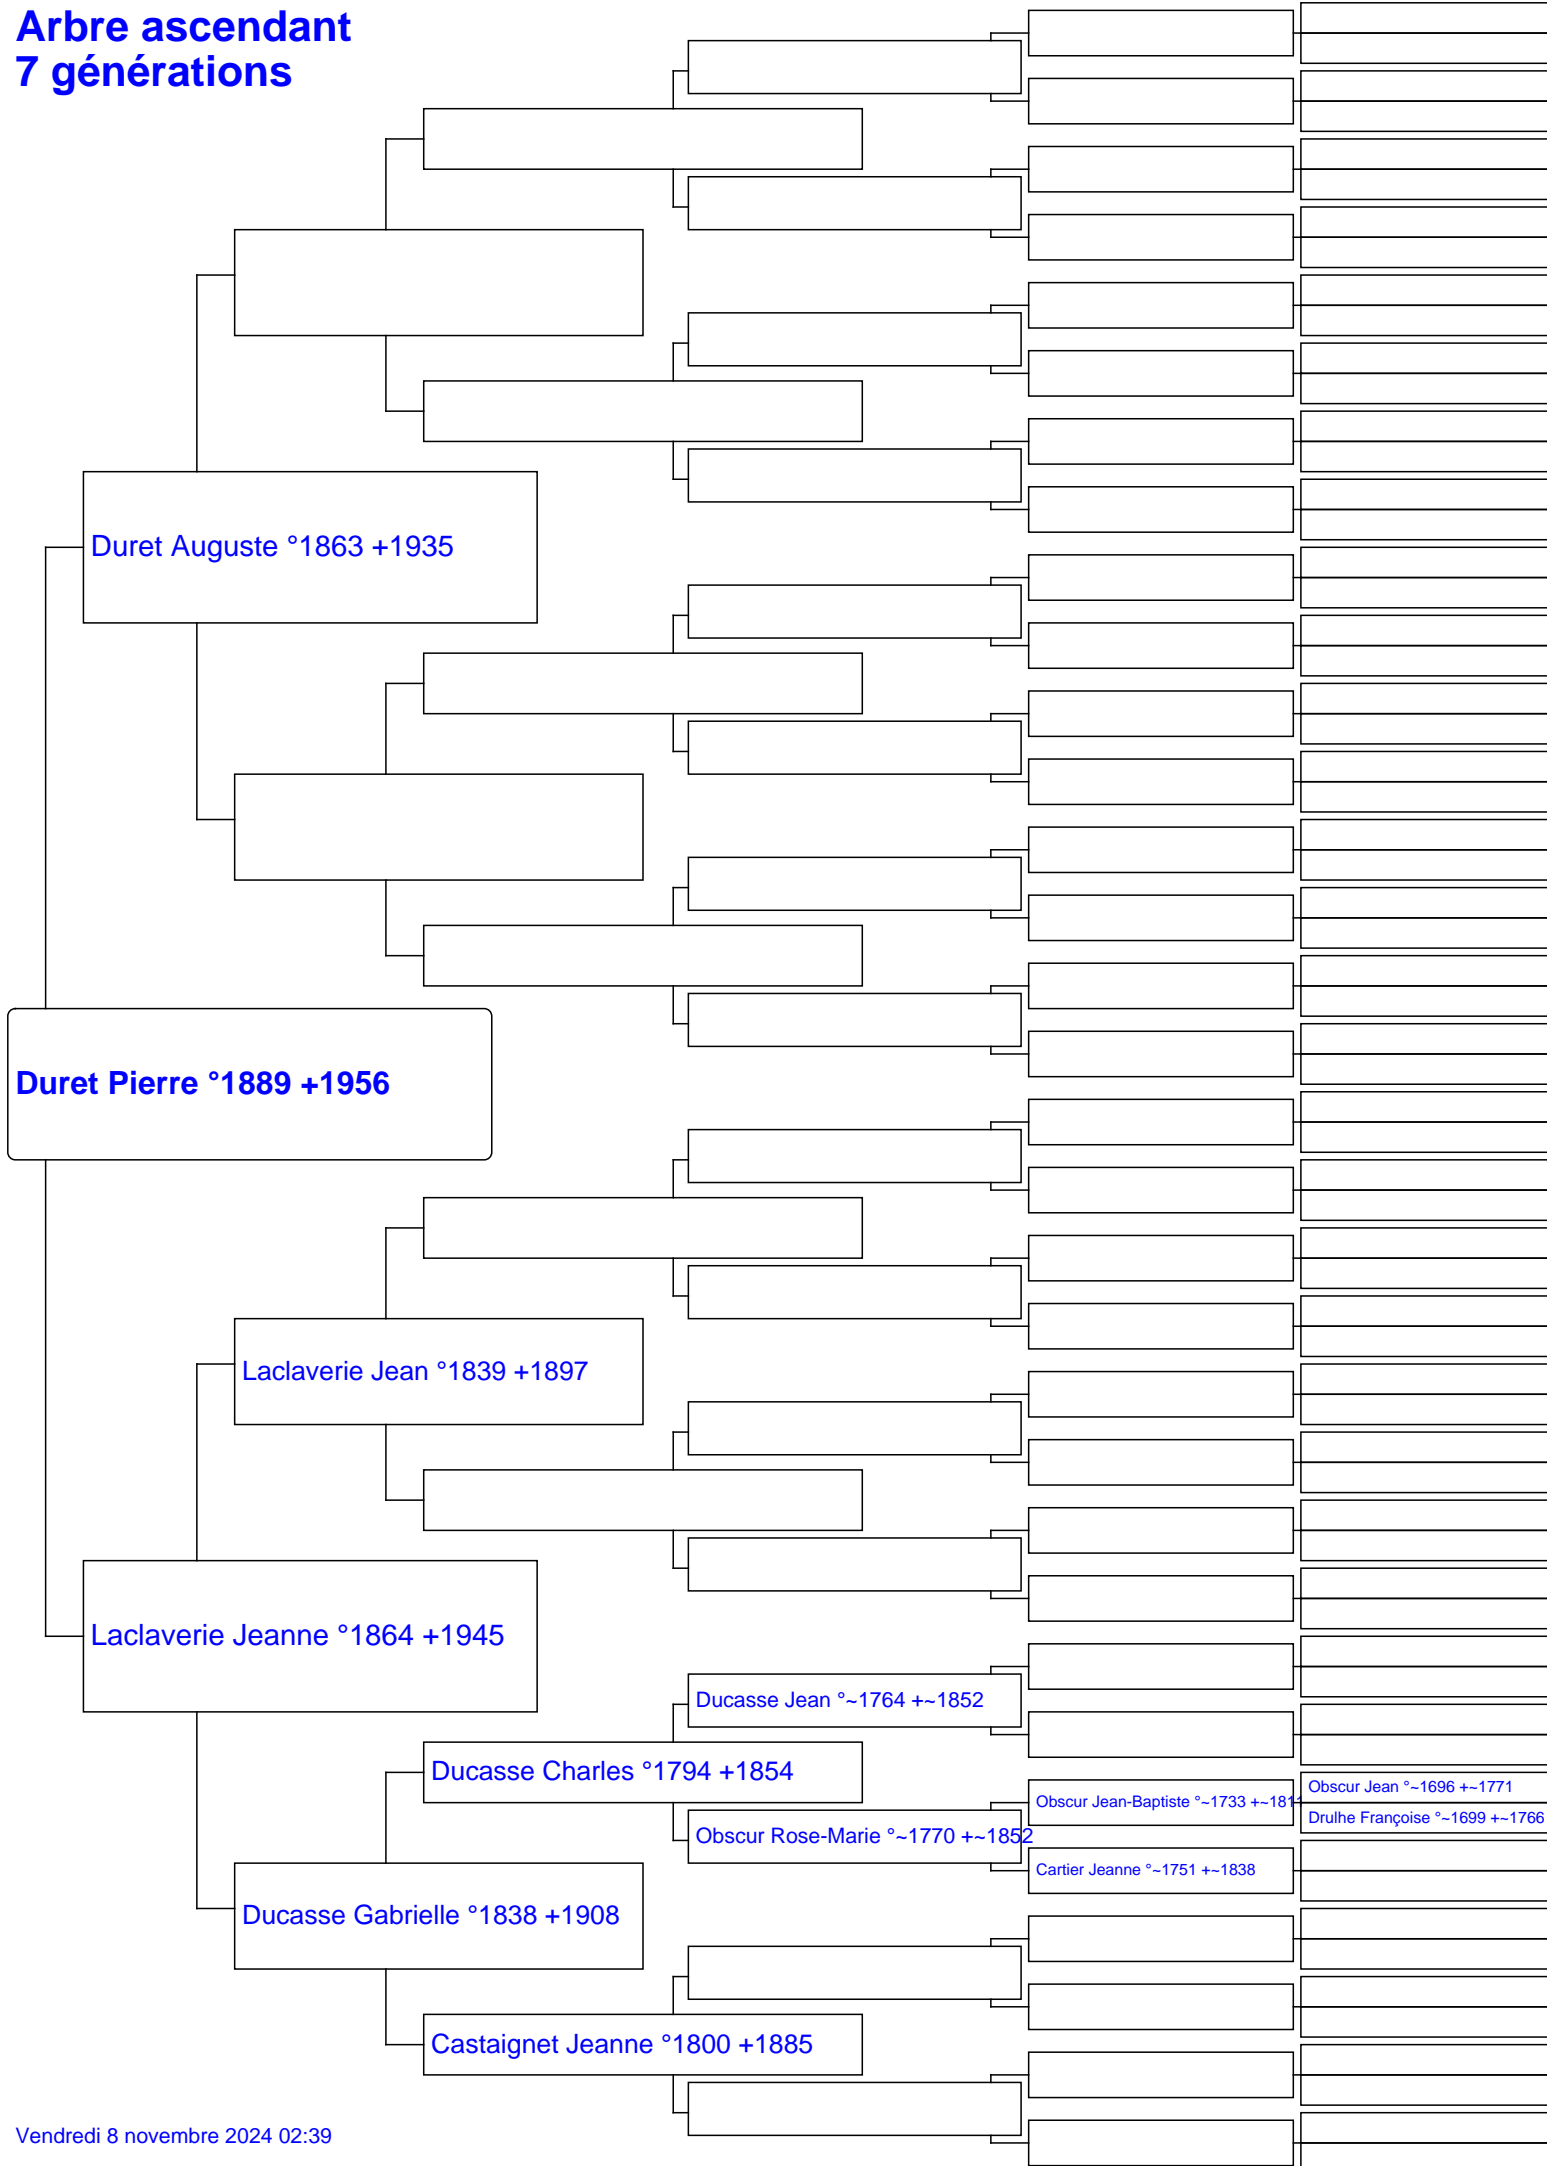 Arbre ascendant
7 générations
Duret Auguste °1863 +1935
Duret Pierre °1889 +1956
Laclaverie Jean °1839 +1897
Laclaverie Jeanne °1864 +1945
Ducasse Jean °~1764 +~1852
Ducasse Charles °1794 +1854
Obscur Jean °~1696 +~1771
Obscur Jean-Baptiste °~1733 +~181
Drulhe Françoise °~1699 +~1766
Obscur Rose-Marie °~1770 +~1852
Cartier Jeanne °~1751 +~1838
Ducasse Gabrielle °1838 +1908
Castaignet Jeanne °1800 +1885
Vendredi 8 novembre 2024 02:39